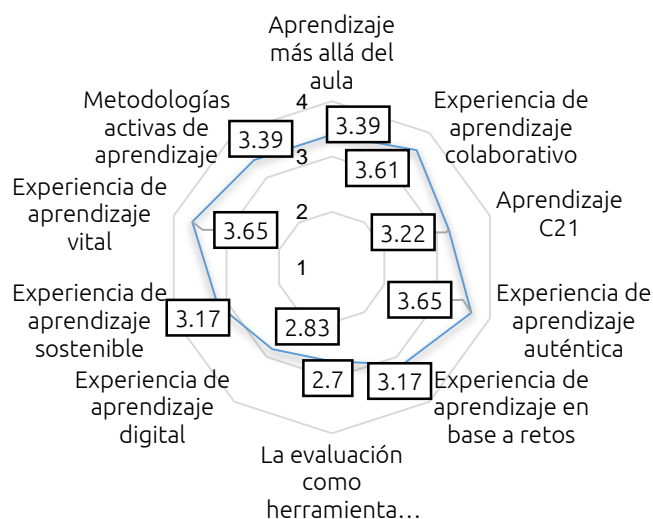 Aprendizaje
más allá del
aula
Experiencia de
aprendizaje
colaborativo
Aprendizaje
C21
Experiencia de
aprendizaje
auténtica
Experiencia de
aprendizaje en
base a retos
La evaluación
como
herramienta…
Experiencia de
aprendizaje
digital
Experiencia de
aprendizaje
sostenible
Experiencia de
aprendizaje
vital
Metodologías
activas de
aprendizaje
4
3
2
1
3.39
3.61
3.22
3.65
3.17
2.7
2.83
3.17
3.65
3.39